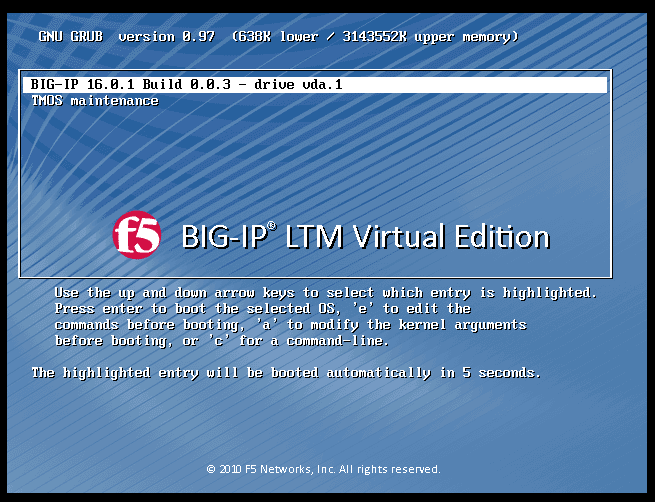 GNU GRUB  version 0.97  (638K lower / 3143552K upper memory)
BIG-IP 16.0.1 Build 0.0.3 - drive vda.1
TMOS maintenance
f5 BIG-IP® LTM Virtual Edition
Use the up and down arrow keys to select which entry is highlighted.
Press enter to boot the selected OS, 'e' to edit the
commands before booting, 'a' to modify the kernel arguments
before booting, or 'c' for a command-line.
The highlighted entry will be booted automatically in 5 seconds.
© 2010 F5 Networks, Inc. All rights reserved.